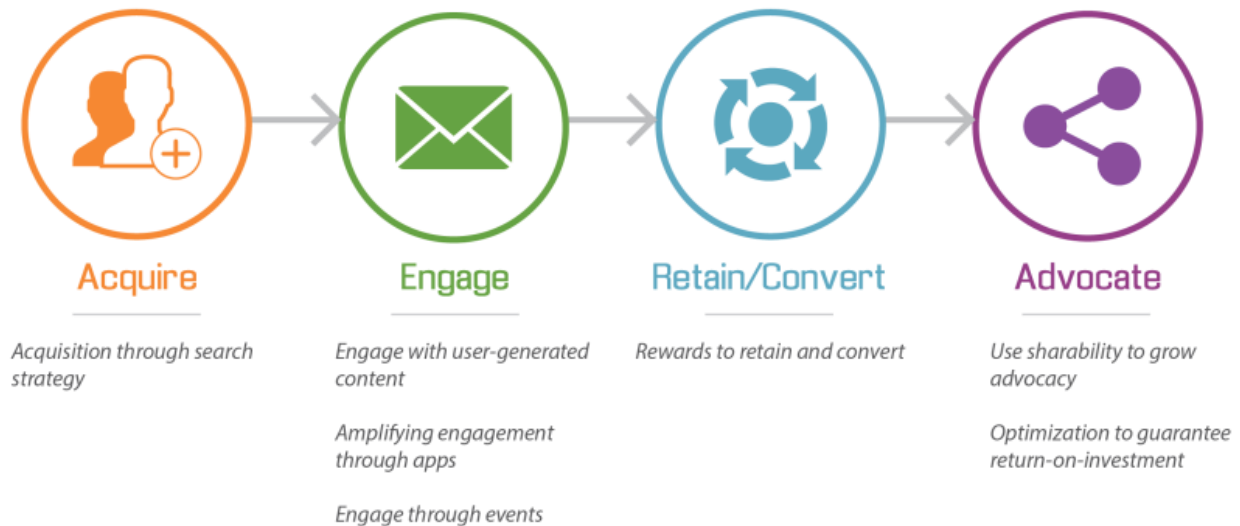 Acquire
Acquisition through search
strategy
Engage
Engage with user-generated
content
Amplifying engagement
through apps
Engage through events
Retain/Convert
Rewards to retain and convert
Advocate
Use sharability to grow
advocacy
Optimization to guarantee
return-on-investment